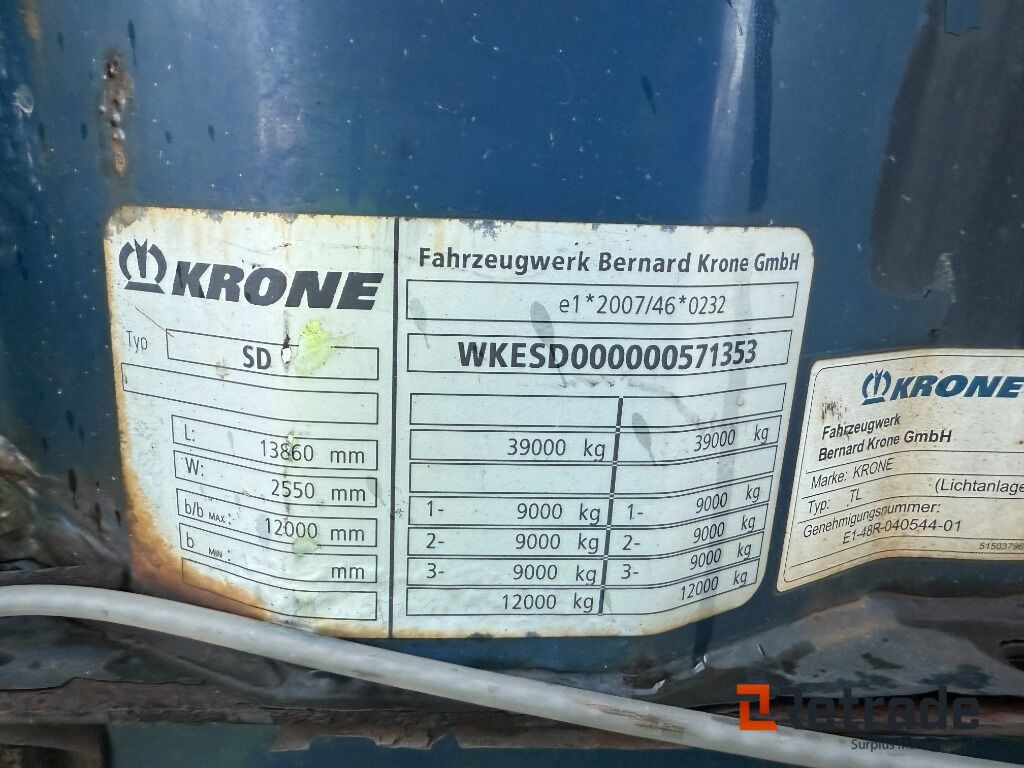 KRONE
Typ SD
L: 13860 mm
W: 2550 mm
b/b MAX.: 12000 mm
b MIN.: mm
Fahrzeugwerk Bernard Krone GmbH
e1*2007/46*0232
WKESD000000571353
39000 kg 39000 kg
1- 9000 kg 1- 9000 kg
2- 9000 kg 2- 9000 kg
3- 9000 kg 3- 9000 kg
12000 kg 12000 kg
KRONE
Fahrzeugwerk
Bernard Krone GmbH
Marke: KRONE
Typ: TL (Lichtanlage
Genehmigungsnummer:
E1-48R-040544-01
51503796
Retrade
Surplus